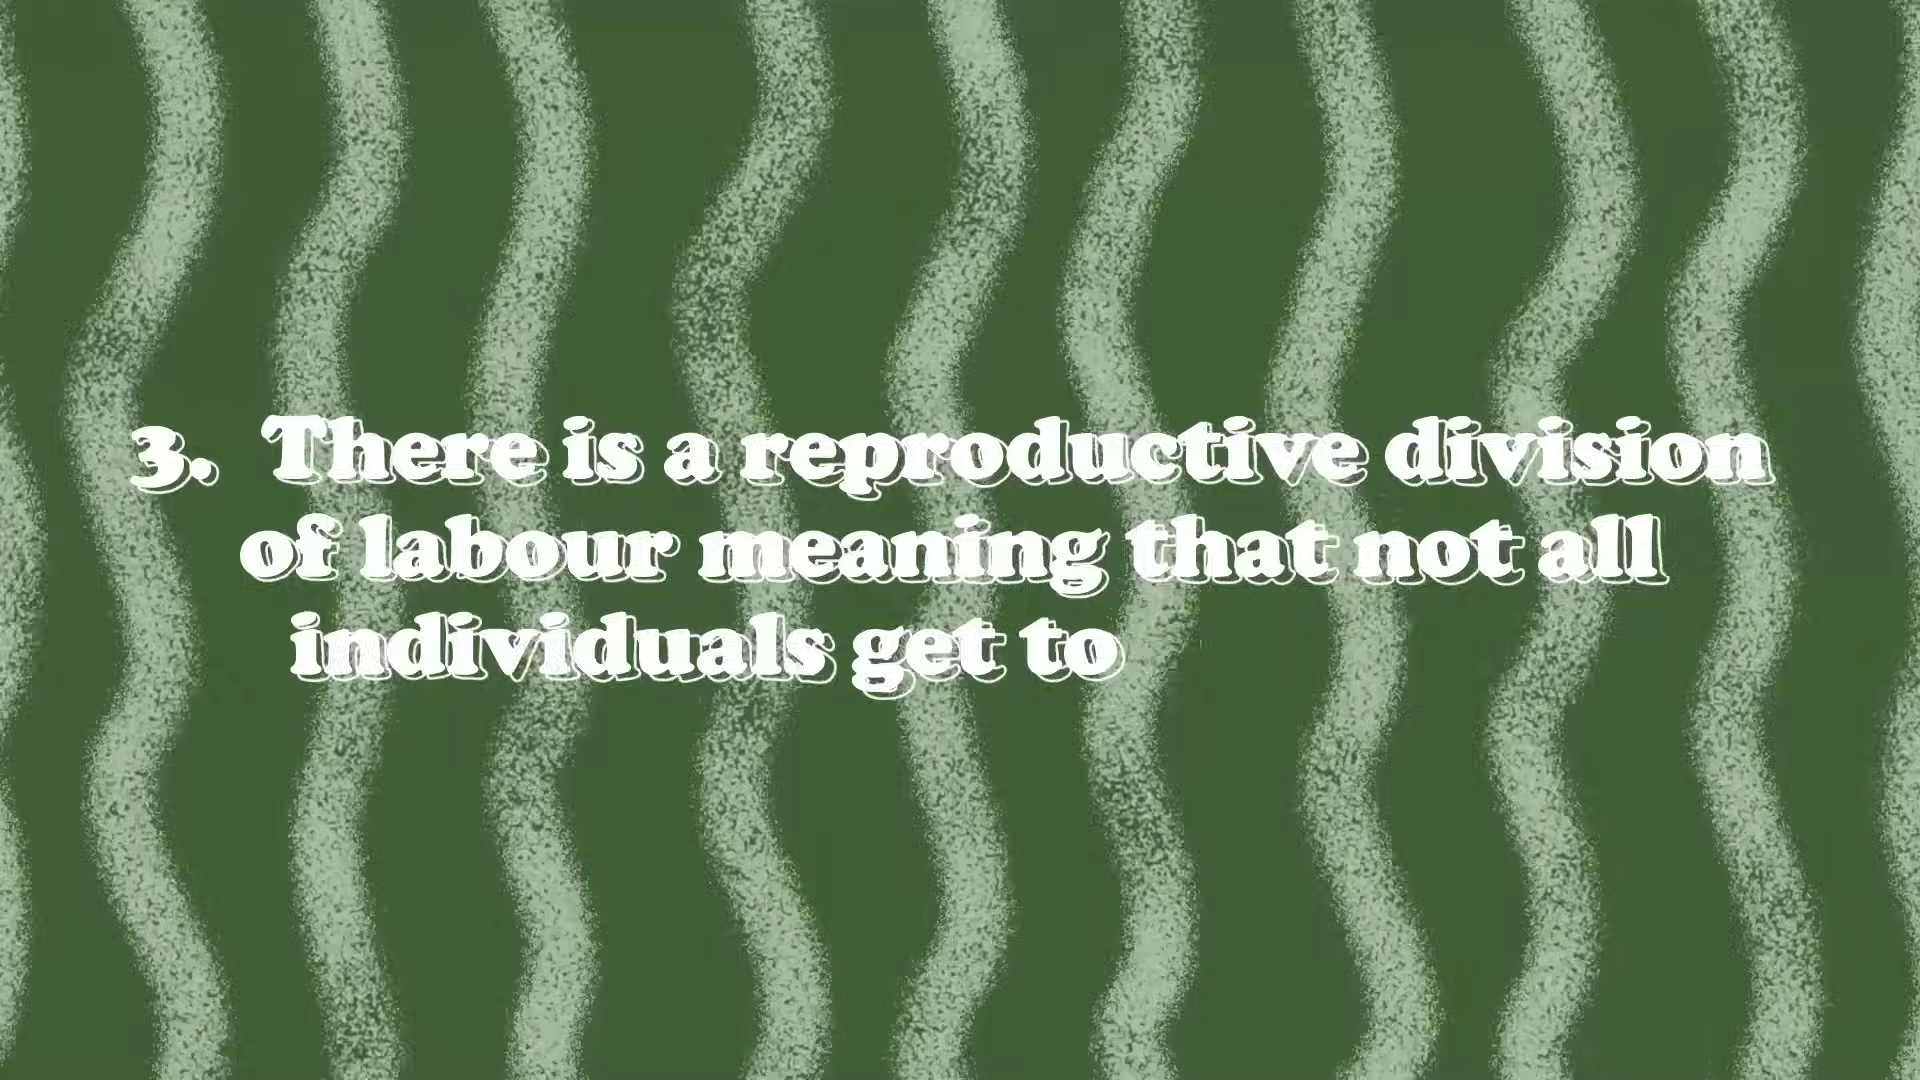 3. There is a reproductive division
of labour meaning that not all
individuals get to